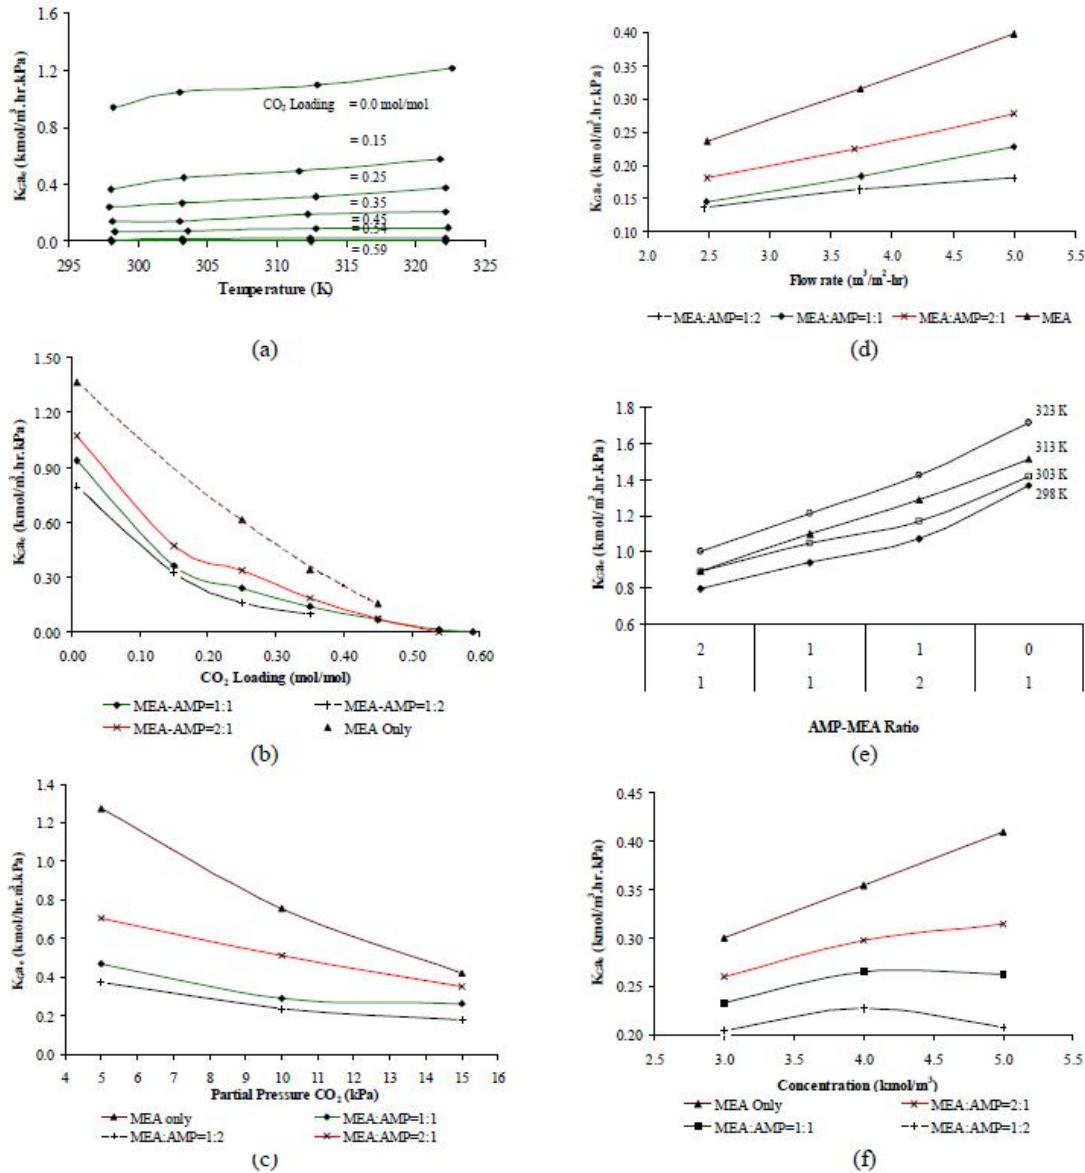 1.6
1.2
0.8
0.4
0.0
KGae (kmol/m³.hr.kPa)
CO₂ Loading = 0.0 mol/mol
= 0.15
= 0.25
= 0.35
= 0.45
= 0.54
= 0.59
295 300 305 310 315 320 325
Temperature (K)
(a)
0.40
0.35
0.30
0.25
0.20
0.15
0.10
KGae (kmol/m³.hr.kPa)
2.0 2.5 3.0 3.5 4.0 4.5 5.0 5.5
Flow rate (m³/m²-hr)
MEA:AMP=1:2 MEA:AMP=1:1 MEA:AMP=2:1 MEA
(d)
1.50
1.20
0.90
0.60
0.30
0.00
KGae (kmol/m³.hr.kPa)
0.00 0.10 0.20 0.30 0.40 0.50 0.60
CO₂ Loading (mol/mol)
MEA-AMP=1:1 MEA-AMP=1:2
MEA-AMP=2:1 MEA Only
(b)
1.8
1.6
1.4
1.2
1.0
0.8
0.6
KGae (kmol/m³.hr.kPa)
323 K
313 K
303 K
298 K
2 1 1 0
1 1 2 1
AMP-MEA Ratio
(e)
1.4
1.2
1.0
0.8
0.6
0.4
0.2
0.0
KGae (kmol/hr.m³.kPa)
4 5 6 7 8 9 10 11 12 13 14 15 16
Partial Pressure CO₂ (kPa)
MEA only MEA:AMP=1:1
MEA:AMP=1:2 MEA:AMP=2:1
(c)
0.45
0.40
0.35
0.30
0.25
0.20
KGae (kmol/m³.hr.kPa)
2.5 3.0 3.5 4.0 4.5 5.0 5.5
Concentration (kmol/m³)
MEA Only MEA:AMP=2:1
MEA:AMP=1:1 MEA:AMP=1:2
(f)